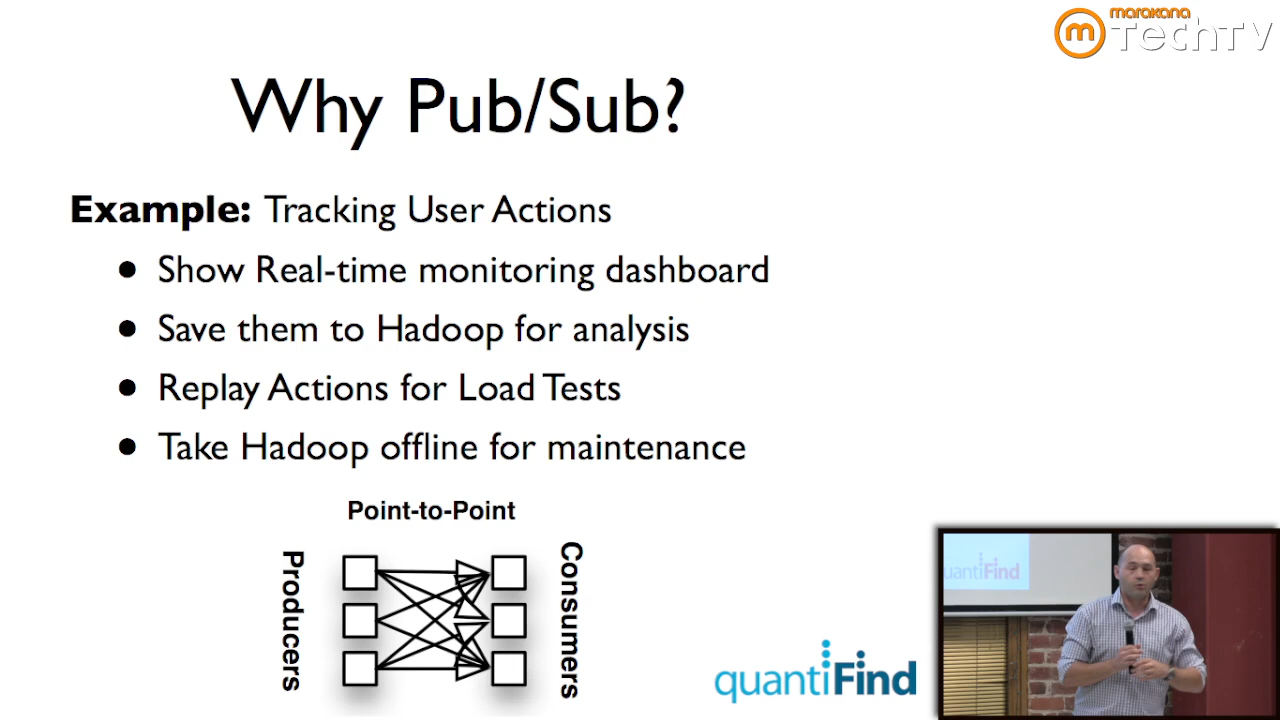 marakana
m TechTV
Why Pub/Sub?
Example: Tracking User Actions
● Show Real-time monitoring dashboard
● Save them to Hadoop for analysis
● Replay Actions for Load Tests
● Take Hadoop offline for maintenance
Point-to-Point
Producers
Consumers
quantiFind
uantiFind